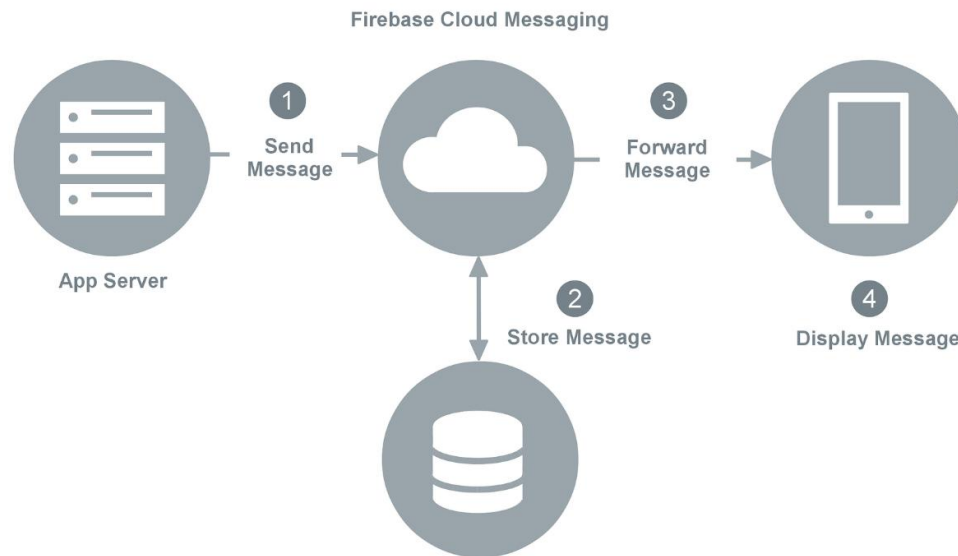 Firebase Cloud Messaging
1
Send
Message
3
Forward
Message
App Server
2
Store Message
4
Display Message